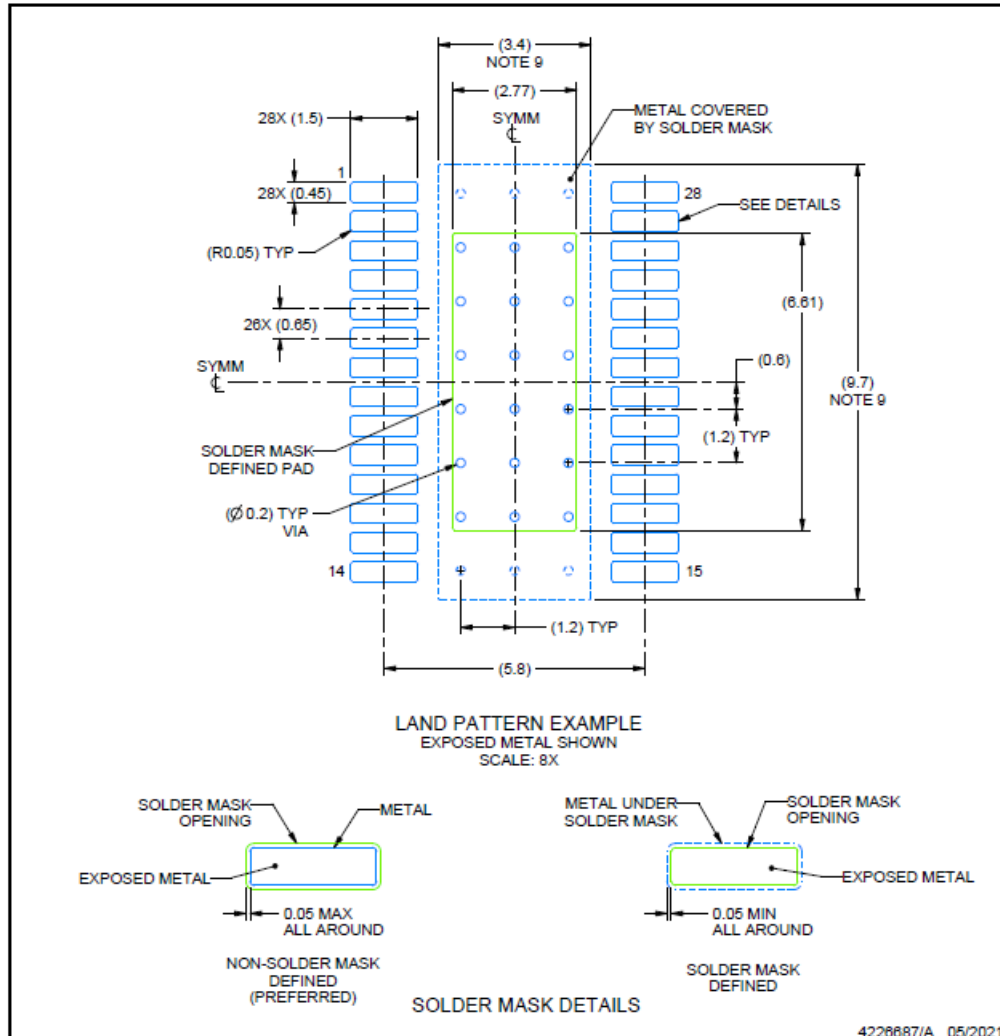 (3.4)
NOTE 9
(2.77)
SYMM
℄
METAL COVERED
BY SOLDER MASK
28X (1.5)
1
28X (0.45)
28
SEE DETAILS
(R0.05) TYP
(6.61)
26X (0.65)
(0.6)
SYMM
℄
(9.7)
NOTE 9
(1.2) TYP
SOLDER MASK
DEFINED PAD
(Ø 0.2) TYP
VIA
14
15
(1.2) TYP
(5.8)
LAND PATTERN EXAMPLE
EXPOSED METAL SHOWN
SCALE: 8X
SOLDER MASK
OPENING
METAL
EXPOSED METAL
0.05 MAX
ALL AROUND
NON-SOLDER MASK
DEFINED
(PREFERRED)
METAL UNDER
SOLDER MASK
SOLDER MASK
OPENING
EXPOSED METAL
0.05 MIN
ALL AROUND
SOLDER MASK
DEFINED
SOLDER MASK DETAILS
4226687/A 05/2021